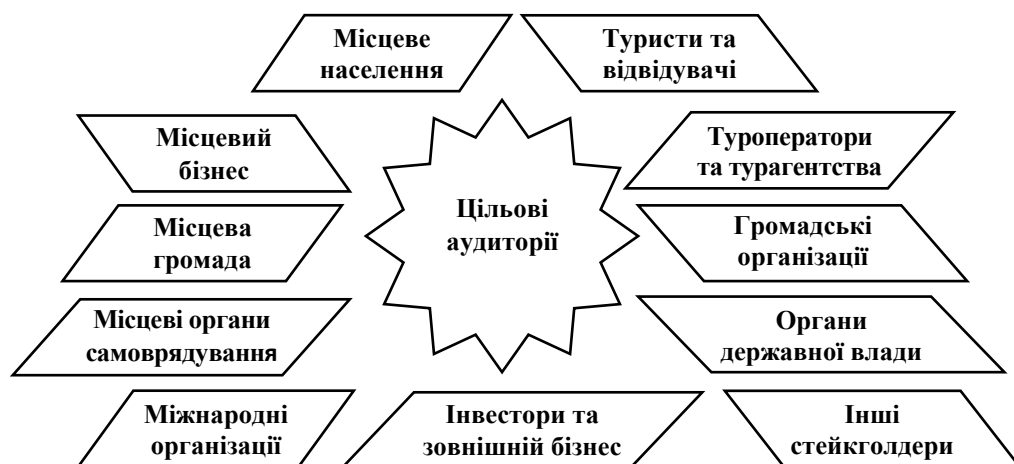 Місцеве
населення
Туристи та
відвідувачі
Місцевий
бізнес
Туроператори
та турагентства
Цільові
аудиторії
Місцева
громада
Громадські
організації
Місцеві органи
самоврядування
Органи
державної влади
Міжнародні
організації
Інвестори та
зовнішній бізнес
Інші
стейкголдери